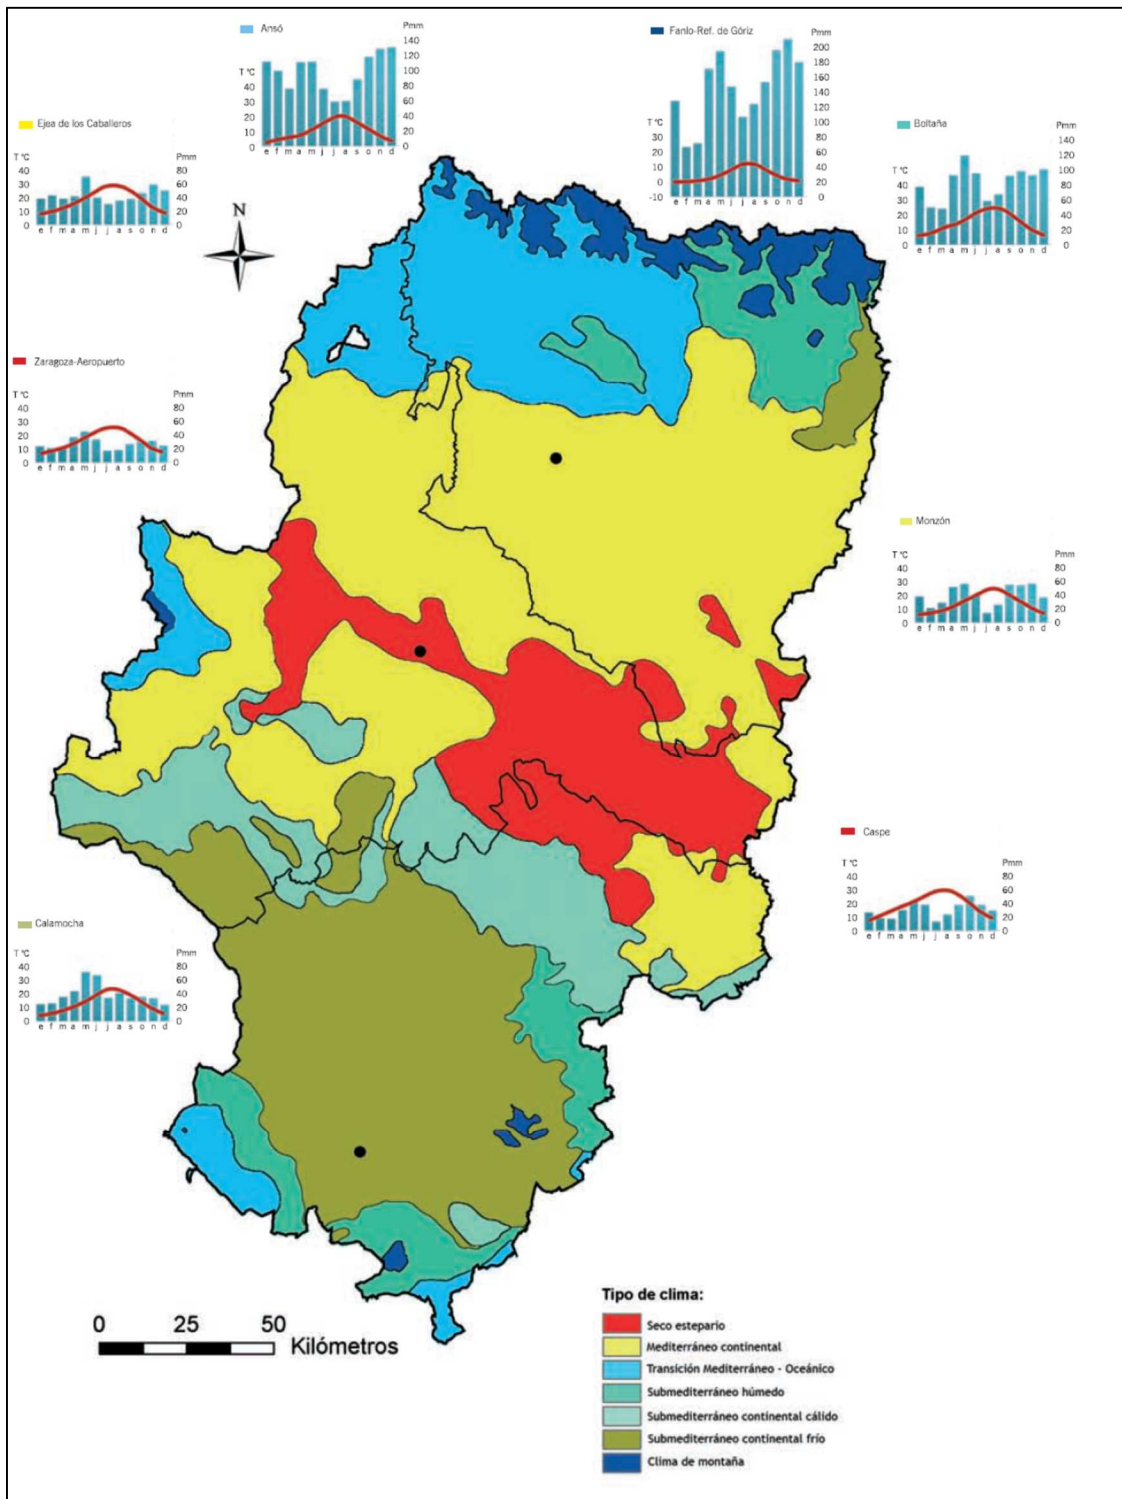 Ansó
Pmm
140
120
100
80
60
40
20
0
T °C
40
30
20
10
0
e f m a m j j a s o n d
Fanlo-Ref. de Góriz
Pmm
200
180
160
140
120
100
80
60
40
20
0
T °C
30
20
10
0
-10
e f m a m j j a s o n d
Ejea de los Caballeros
T °C
Pmm
40
30
20
10
0
80
60
40
20
0
e f m a m j j a s o n d
Boltaña
Pmm
140
120
100
80
60
40
20
0
T °C
40
30
20
10
0
e f m a m j j a s o n d
N
Zaragoza-Aeropuerto
T °C
Pmm
40
30
20
10
0
80
60
40
20
0
e f m a m j j a s o n d
Monzón
T °C
Pmm
40
30
20
10
0
80
60
40
20
0
e f m a m j j a s o n d
Caspe
T °C
Pmm
40
30
20
10
0
80
60
40
20
0
e f m a m j j a s o n d
Calamocha
T °C
Pmm
40
30
20
10
0
80
60
40
20
0
e f m a m j j a s o n d
0 25 50
Kilómetros
Tipo de clima:
Seco estepario
Mediterráneo continental
Transición Mediterráneo - Oceánico
Submediterráneo húmedo
Submediterráneo continental cálido
Submediterráneo continental frío
Clima de montaña